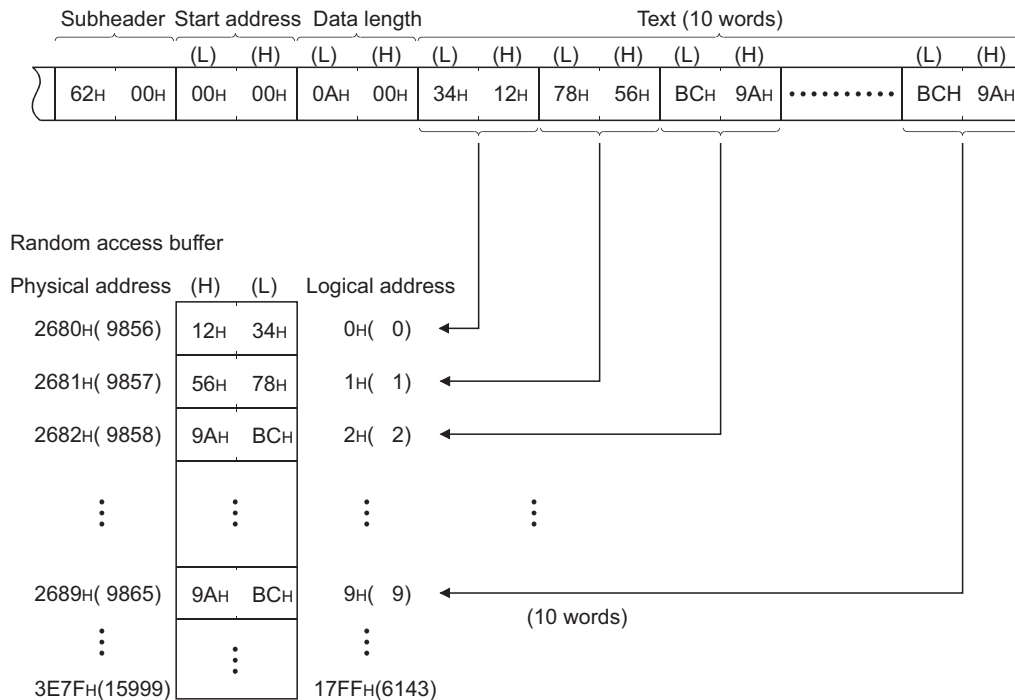 Subheader Start address Data length Text (10 words)
(L) (H) (L) (H) (L) (H) (L) (H) (L) (H) (L) (H)
62H 00H 00H 00H 0AH 00H 34H 12H 78H 56H BCH 9AH ·········· BCH 9AH
Random access buffer
Physical address (H) (L) Logical address
2680H( 9856) 12H 34H 0H( 0)
2681H( 9857) 56H 78H 1H( 1)
2682H( 9858) 9AH BCH 2H( 2)
2689H( 9865) 9AH BCH 9H( 9)
(10 words)
3E7FH(15999) 17FFH(6143)